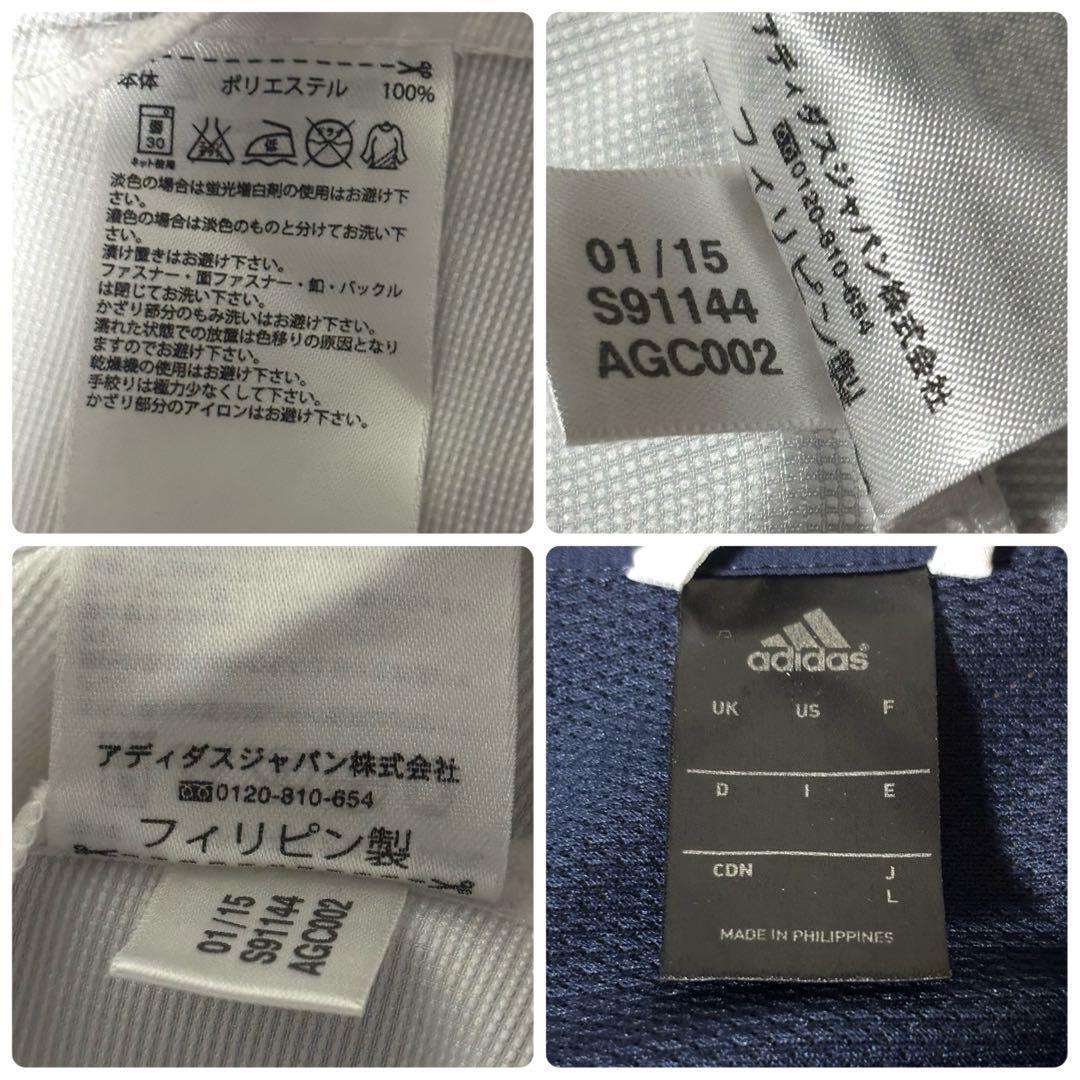 本体 ポリエステル 100%
弱
30
ネット使用
低
ドライ
淡色の場合は蛍光増白剤の使用はお避け下
さい。
濃色の場合は淡色のものと分けてお洗い下
さい。
漬け置きはお避け下さい。
ファスナー・面ファスナー・釦・バックル
は閉じてお洗い下さい。
かざり部分のもみ洗いはお避け下さい。
濡れた状態での放置は色移りの原因となり
ますのでお避け下さい。
乾燥機の使用はお避け下さい。
手絞りは極力少なくして下さい。
かざり部分のアイロンはお避け下さい。
アディダスジャパン株式会社
0120-810-654
フィリピン製
01/15
S91144
AGC002
アディダスジャパン株式会社
0120-810-654
フィリピン製
01/15
S91144
AGC002
adidas
UK US F
D I E
CDN J
L
MADE IN PHILIPPINES